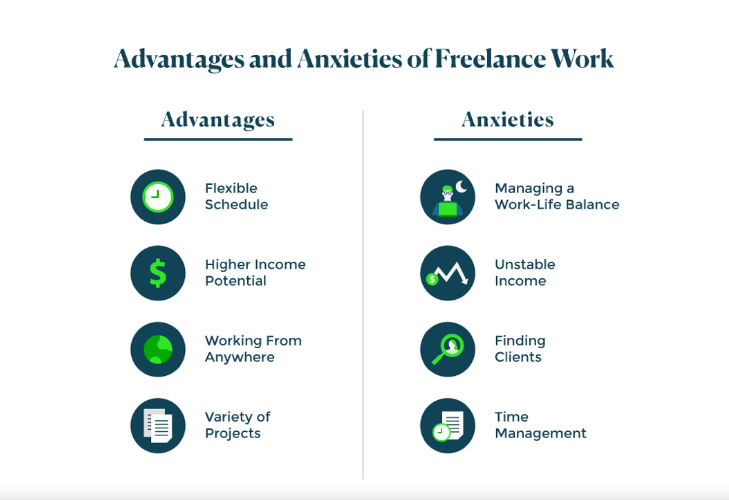 Advantages and Anxieties of Freelance Work
Advantages
Flexible
Schedule
Higher Income
Potential
Working From
Anywhere
Variety of
Projects
Anxieties
Managing a
Work-Life Balance
Unstable
Income
Finding
Clients
Time
Management